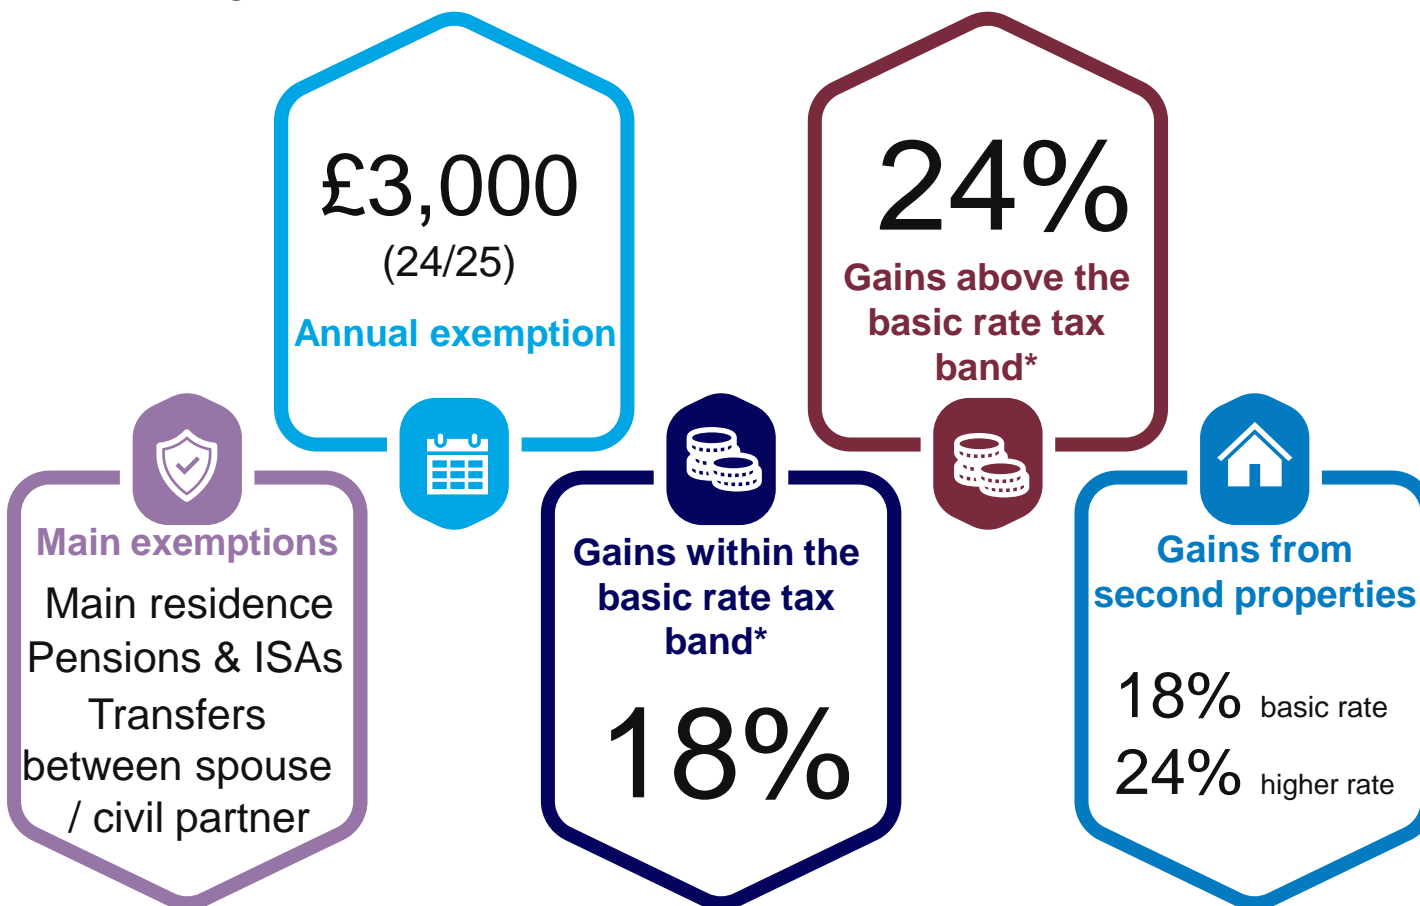 £3,000
(24/25)
Annual exemption
24%
Gains above the
basic rate tax
band*
Main exemptions
Main residence
Pensions & ISAs
Transfers
between spouse
/ civil partner
Gains within the
basic rate tax
band*
18%
Gains from
second properties
18% basic rate
24% higher rate